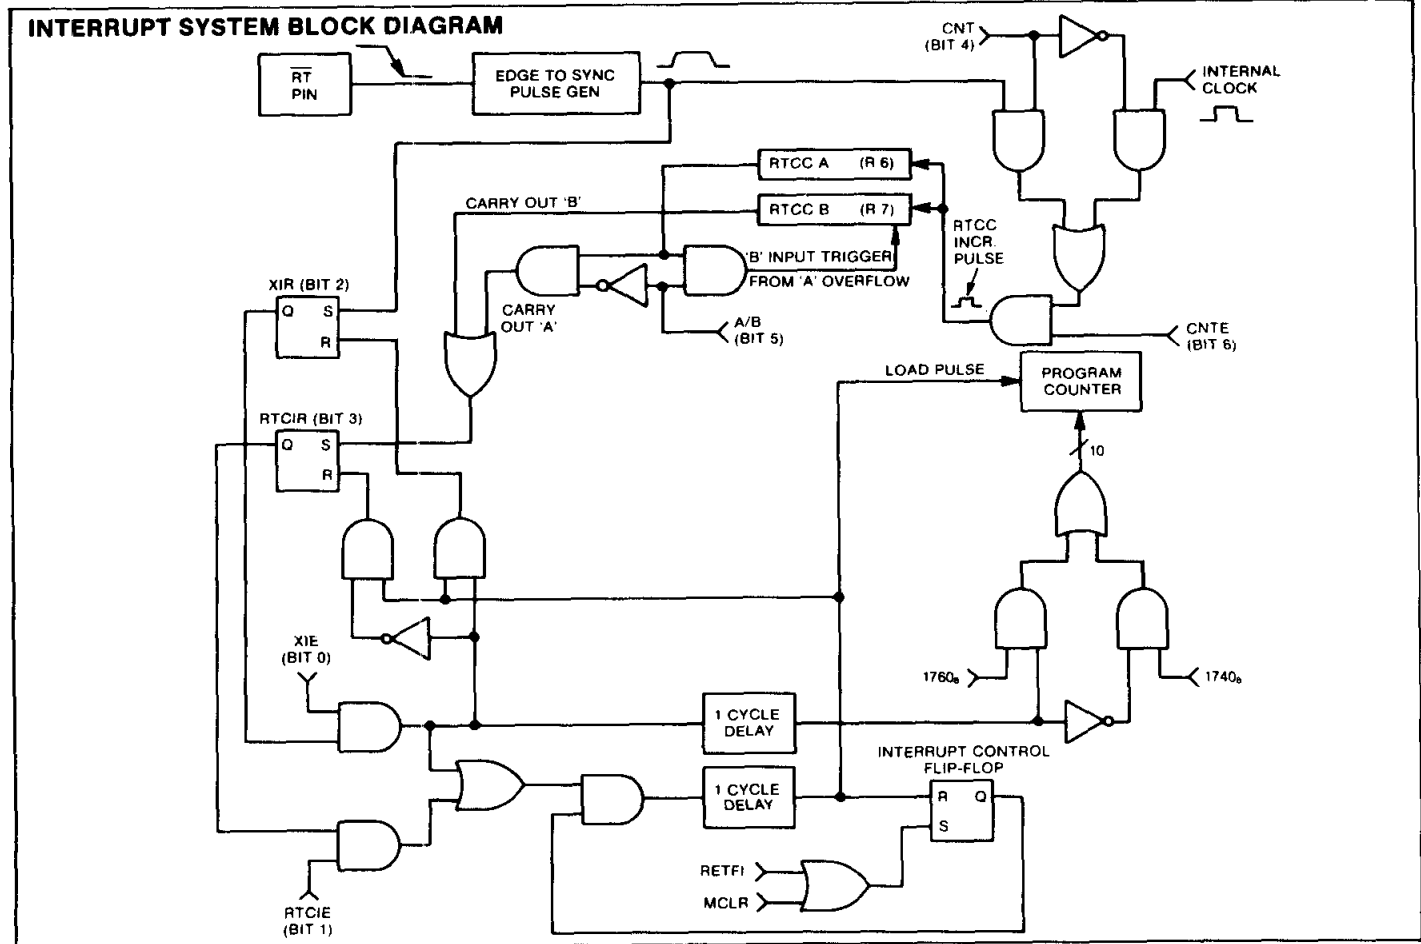 INTERRUPT SYSTEM BLOCK DIAGRAM
RT
PIN
EDGE TO SYNC
PULSE GEN
CNT
(BIT 4)
INTERNAL
CLOCK
RTCC A (R 6)
RTCC B (R 7)
CARRY OUT 'B'
RTCC
INCR.
PULSE
'B' INPUT TRIGGER
FROM 'A' OVERFLOW
CARRY
OUT 'A'
A/B
(BIT 5)
CNTE
(BIT 6)
XIR (BIT 2)
Q S
R
LOAD PULSE
PROGRAM
COUNTER
10
RTCIR (BIT 3)
Q S
R
XIE
(BIT 0)
1760₈
1740₈
1 CYCLE
DELAY
INTERRUPT CONTROL
FLIP-FLOP
1 CYCLE
DELAY
R Q
S
RETFI
MCLR
RTCIE
(BIT 1)